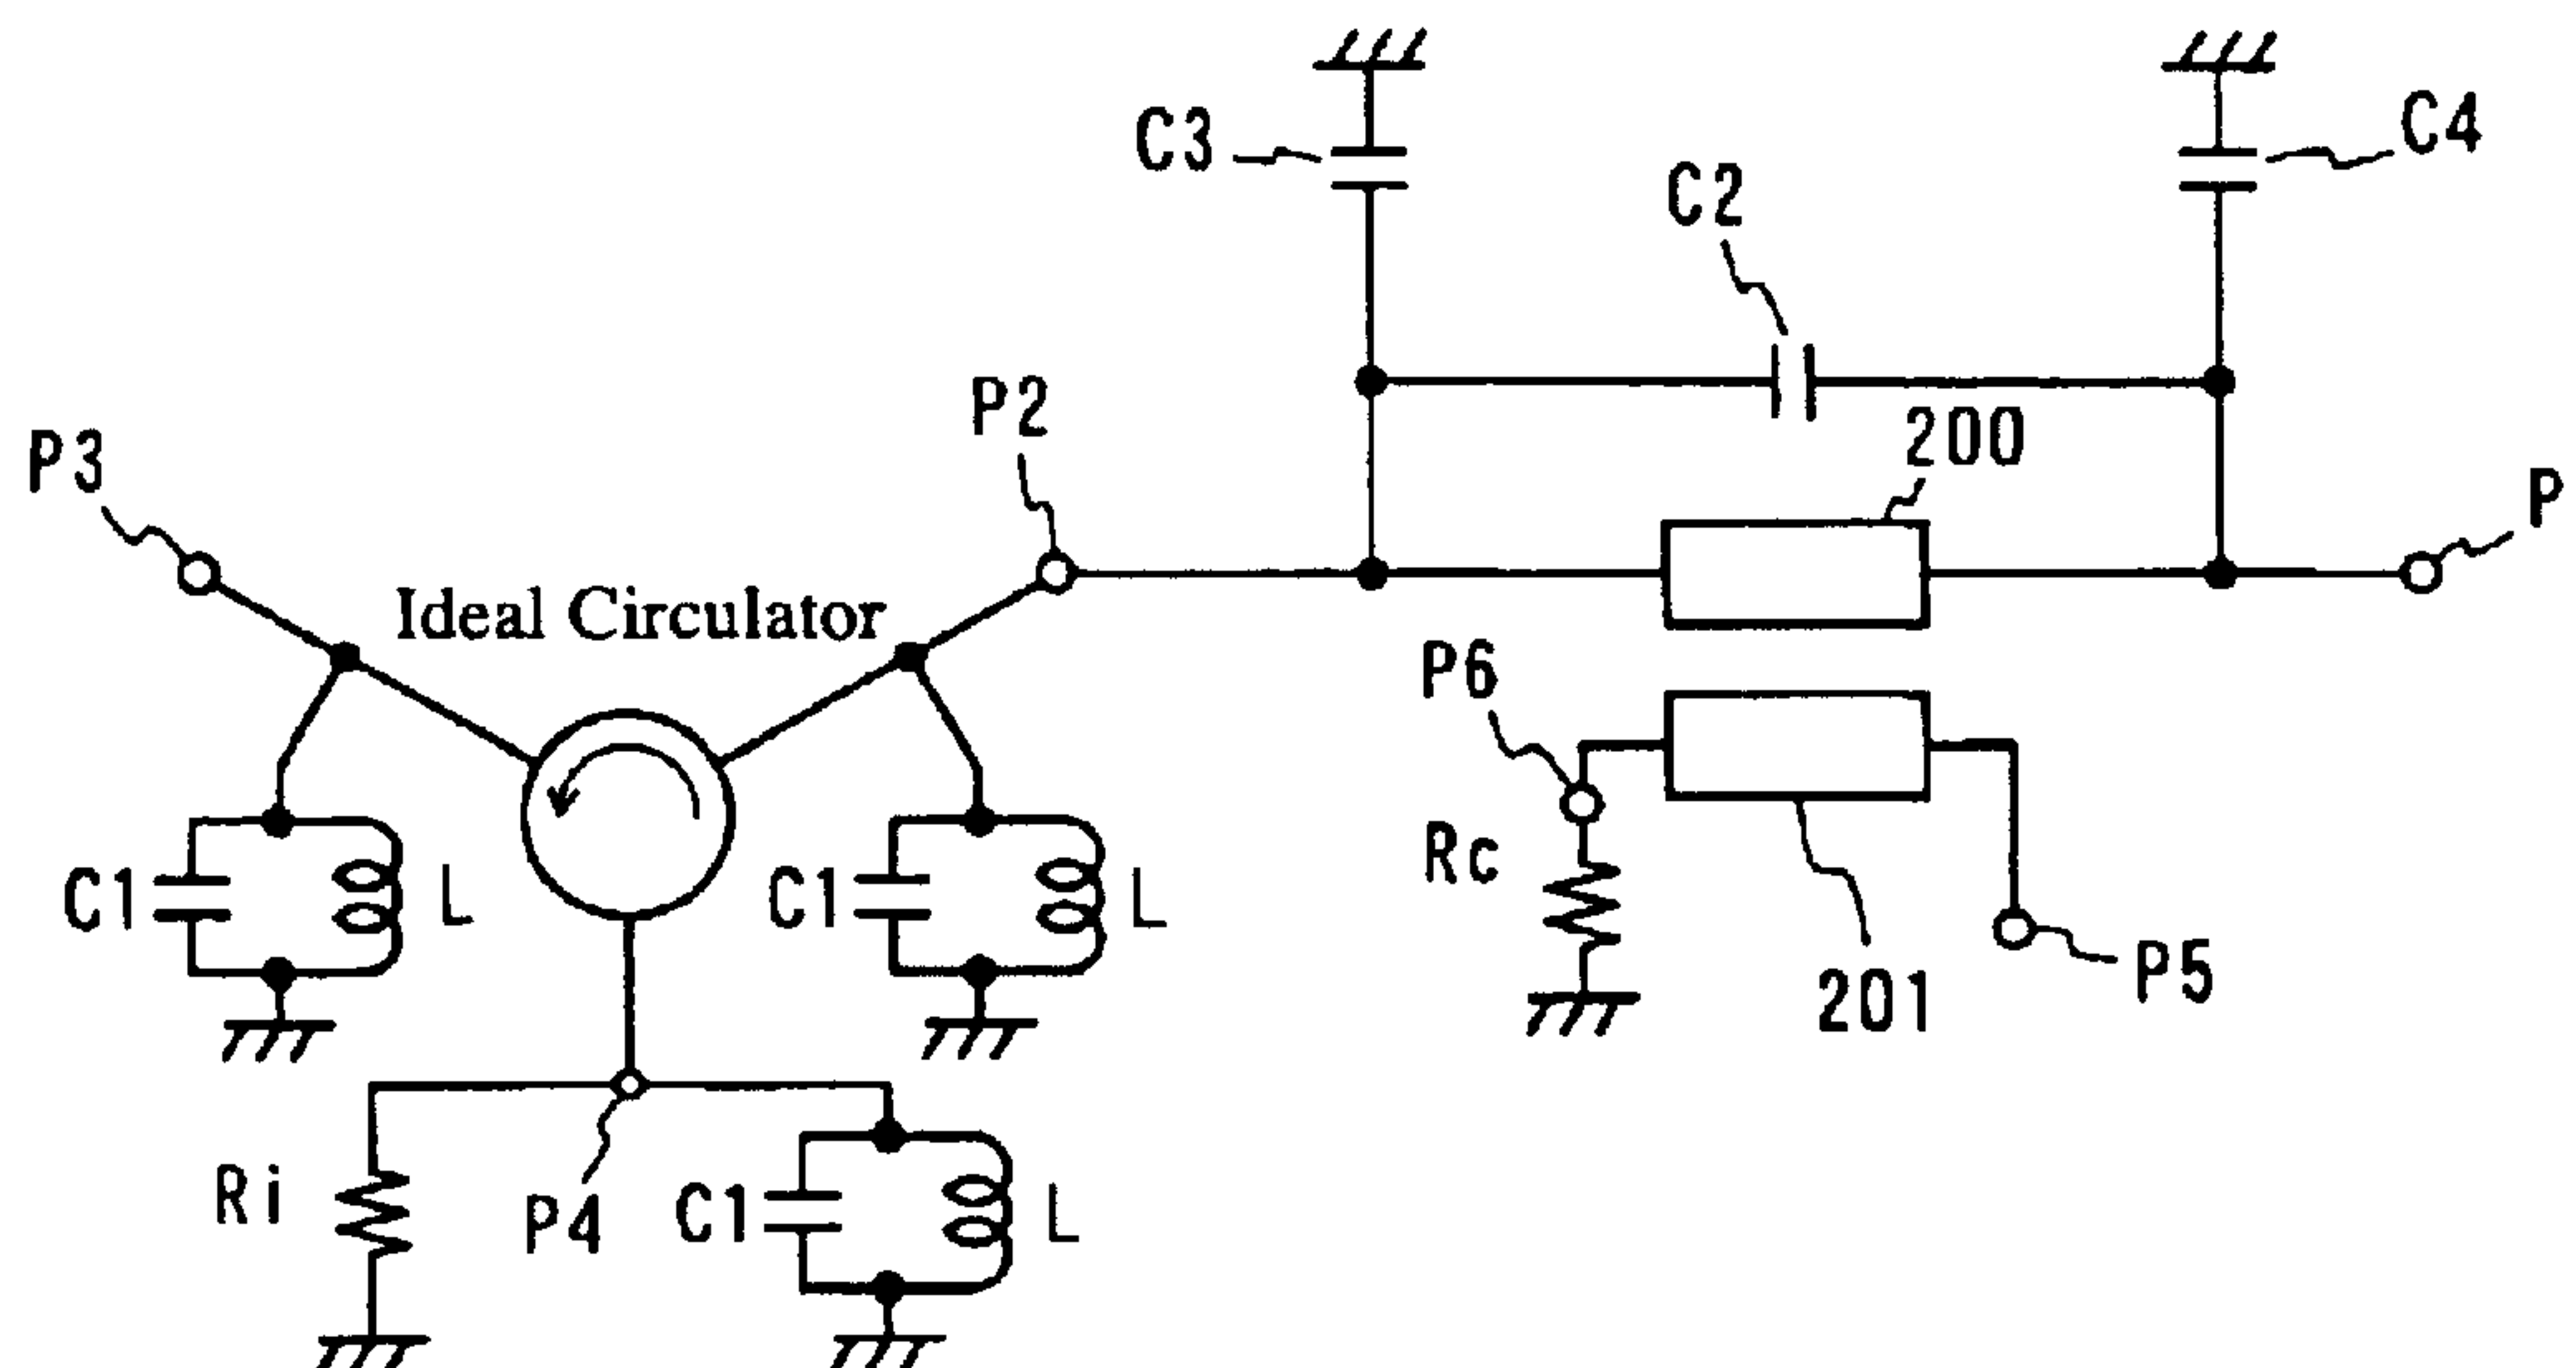 C3
C4
C2
P2
200
P3
P
Ideal Circulator
P6
Rc
C1
L
C1
L
201
P5
Ri
P4
C1
L